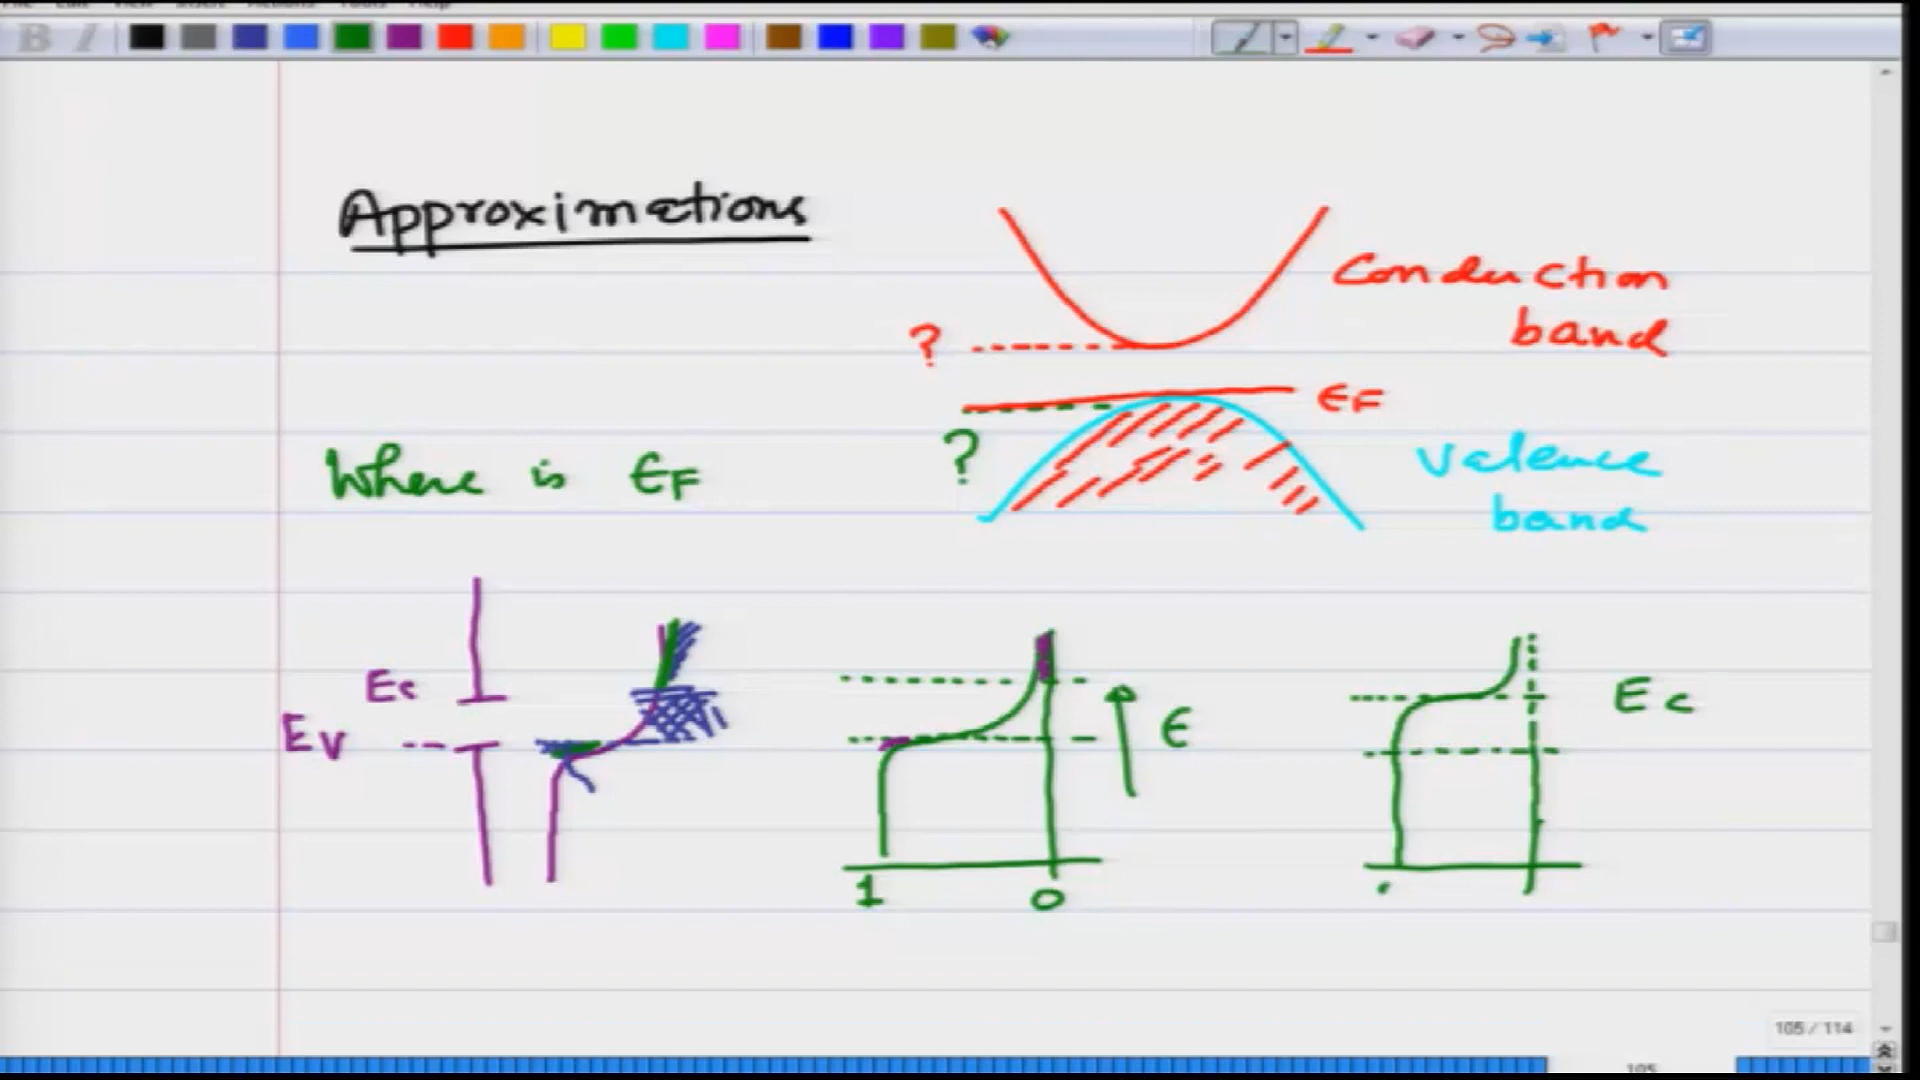 Approximations
Conduction
band
?
EF
Where is EF
?
Valence
band
Ec
Ev
E
Ec
1
0
105 / 114